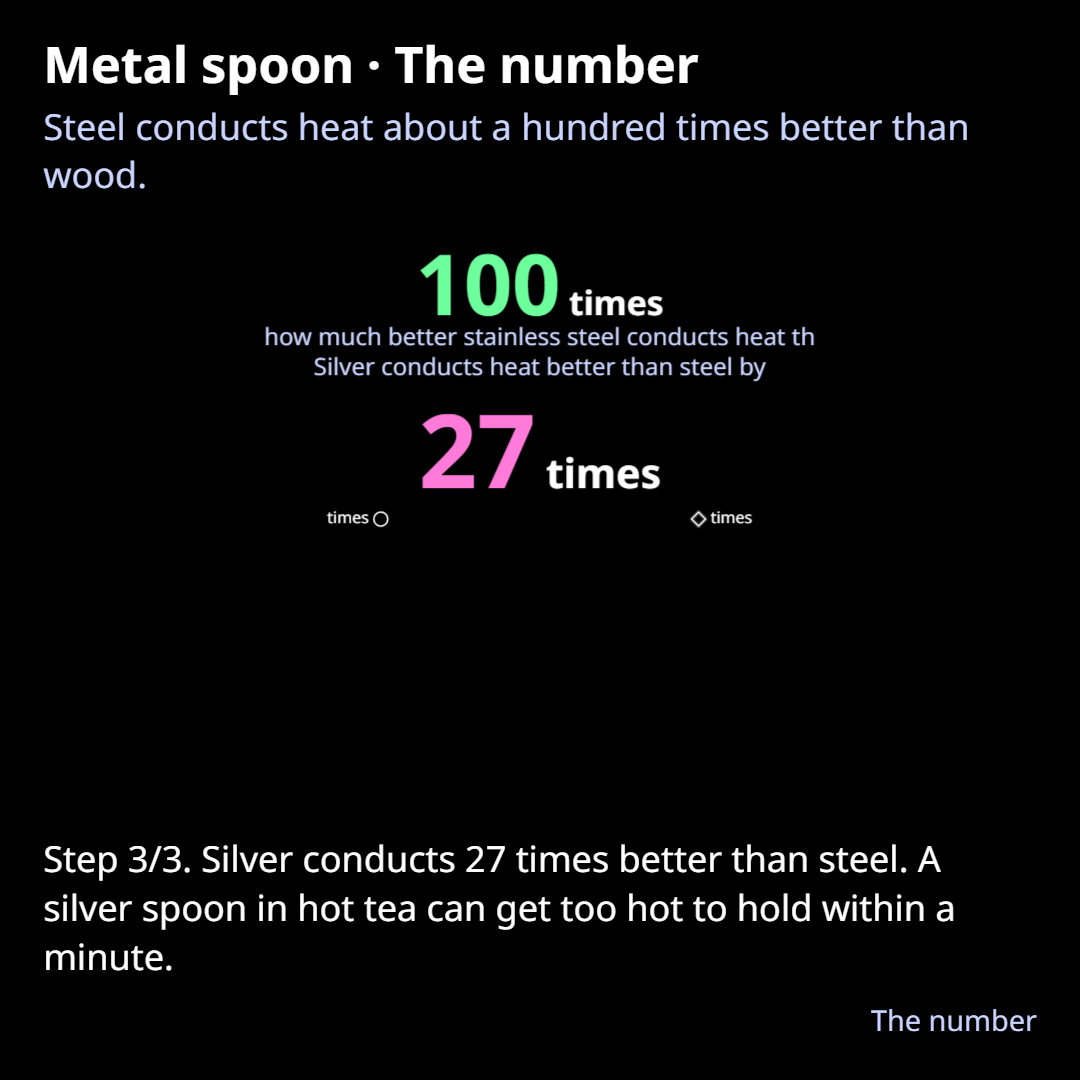 Metal spoon · The number
Steel conducts heat about a hundred times better than
wood.
100 times
how much better stainless steel conducts heat th
Silver conducts heat better than steel by
27 times
times
times
Step 3/3. Silver conducts 27 times better than steel. A
silver spoon in hot tea can get too hot to hold within a
minute.
The number